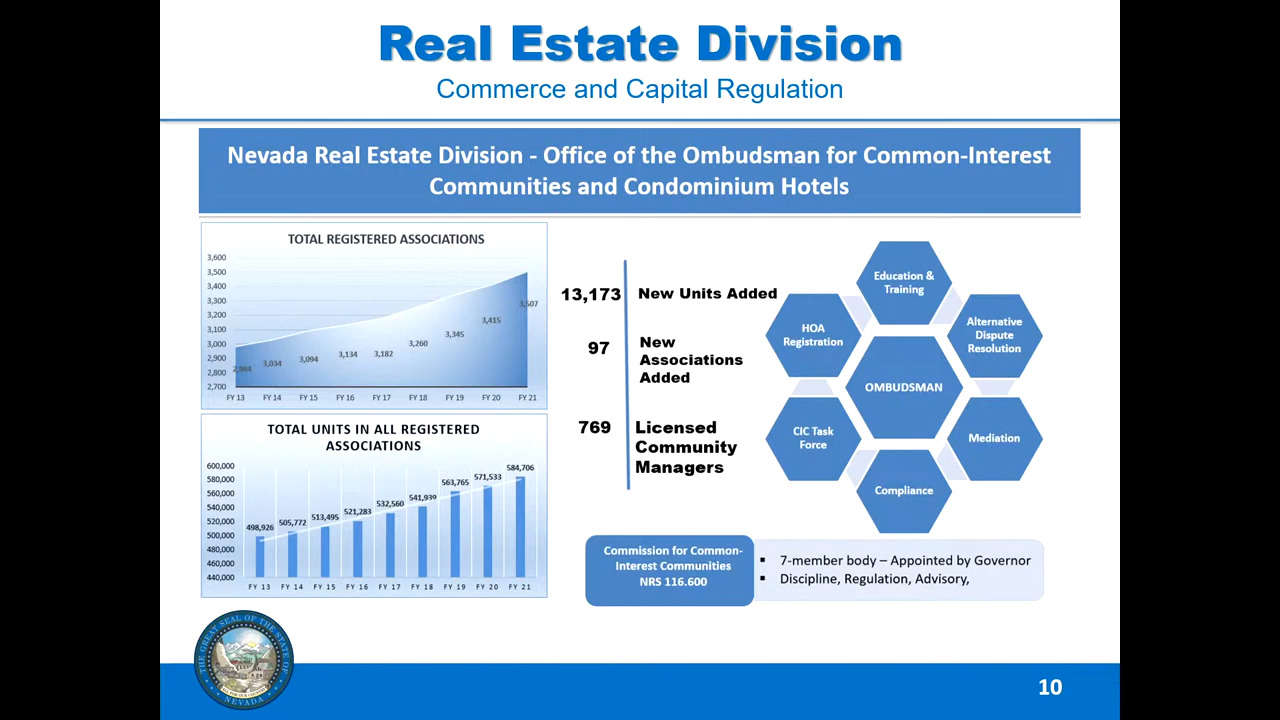 Real Estate Division
Commerce and Capital Regulation
Nevada Real Estate Division - Office of the Ombudsman for Common-Interest
Communities and Condominium Hotels
TOTAL REGISTERED ASSOCIATIONS
3,600
3,500
3,400
3,300
3,200
3,100
3,000
2,900
2,800
2,700
2,984
3,034
3,094
3,134
3,182
3,260
3,345
3,415
3,507
FY 13 FY 14 FY 15 FY 16 FY 17 FY 18 FY 19 FY 20 FY 21
TOTAL UNITS IN ALL REGISTERED
ASSOCIATIONS
600,000
580,000
560,000
540,000
520,000
500,000
480,000
460,000
440,000
498,926
505,772
513,495
521,283
532,560
541,939
563,765
571,533
584,706
FY 13 FY 14 FY 15 FY 16 FY 17 FY 18 FY 19 FY 20 FY 21
13,173 New Units Added
97 New
Associations
Added
769 Licensed
Community
Managers
Education &
Training
Alternative
Dispute
Resolution
Mediation
Compliance
CIC Task
Force
HOA
Registration
OMBUDSMAN
Commission for Common-
Interest Communities
NRS 116.600
▪ 7-member body – Appointed by Governor
▪ Discipline, Regulation, Advisory,
THE GREAT SEAL OF THE STATE OF
NEVADA
10